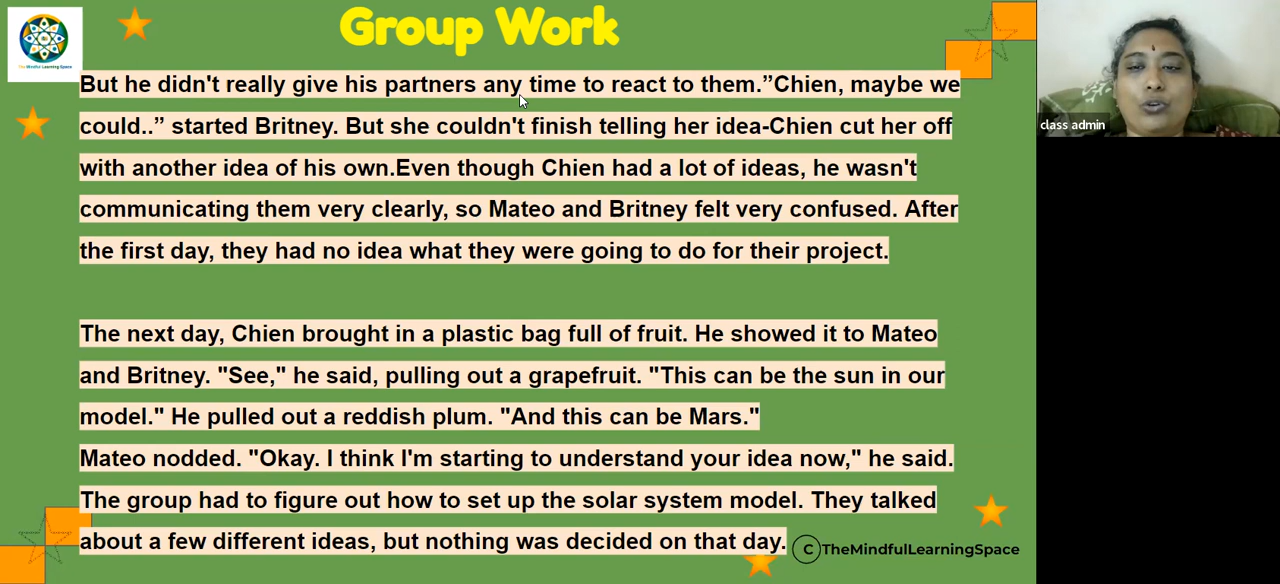 Group Work
The Mindful Learning Space
But he didn't really give his partners any time to react to them.”Chien, maybe we
could..” started Britney. But she couldn't finish telling her idea-Chien cut her off
with another idea of his own.Even though Chien had a lot of ideas, he wasn't
communicating them very clearly, so Mateo and Britney felt very confused. After
the first day, they had no idea what they were going to do for their project.
The next day, Chien brought in a plastic bag full of fruit. He showed it to Mateo
and Britney. "See," he said, pulling out a grapefruit. "This can be the sun in our
model." He pulled out a reddish plum. "And this can be Mars."
Mateo nodded. "Okay. I think I'm starting to understand your idea now," he said.
The group had to figure out how to set up the solar system model. They talked
about a few different ideas, but nothing was decided on that day.
C TheMindfulLearningSpace
class admin